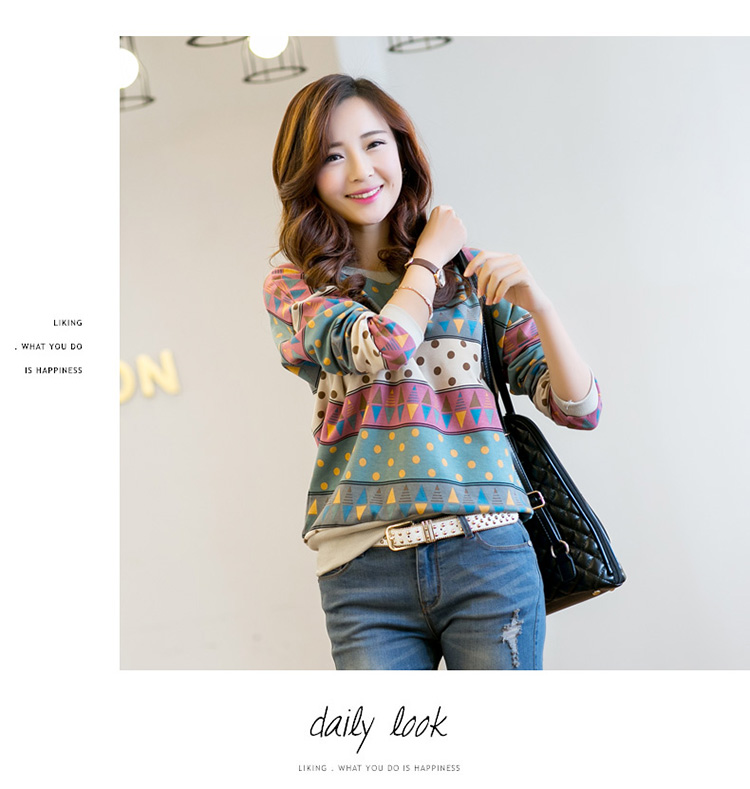 LIKING
. WHAT YOU DO
IS HAPPINESS
ON
daily look
LIKING . WHAT YOU DO IS HAPPINESS